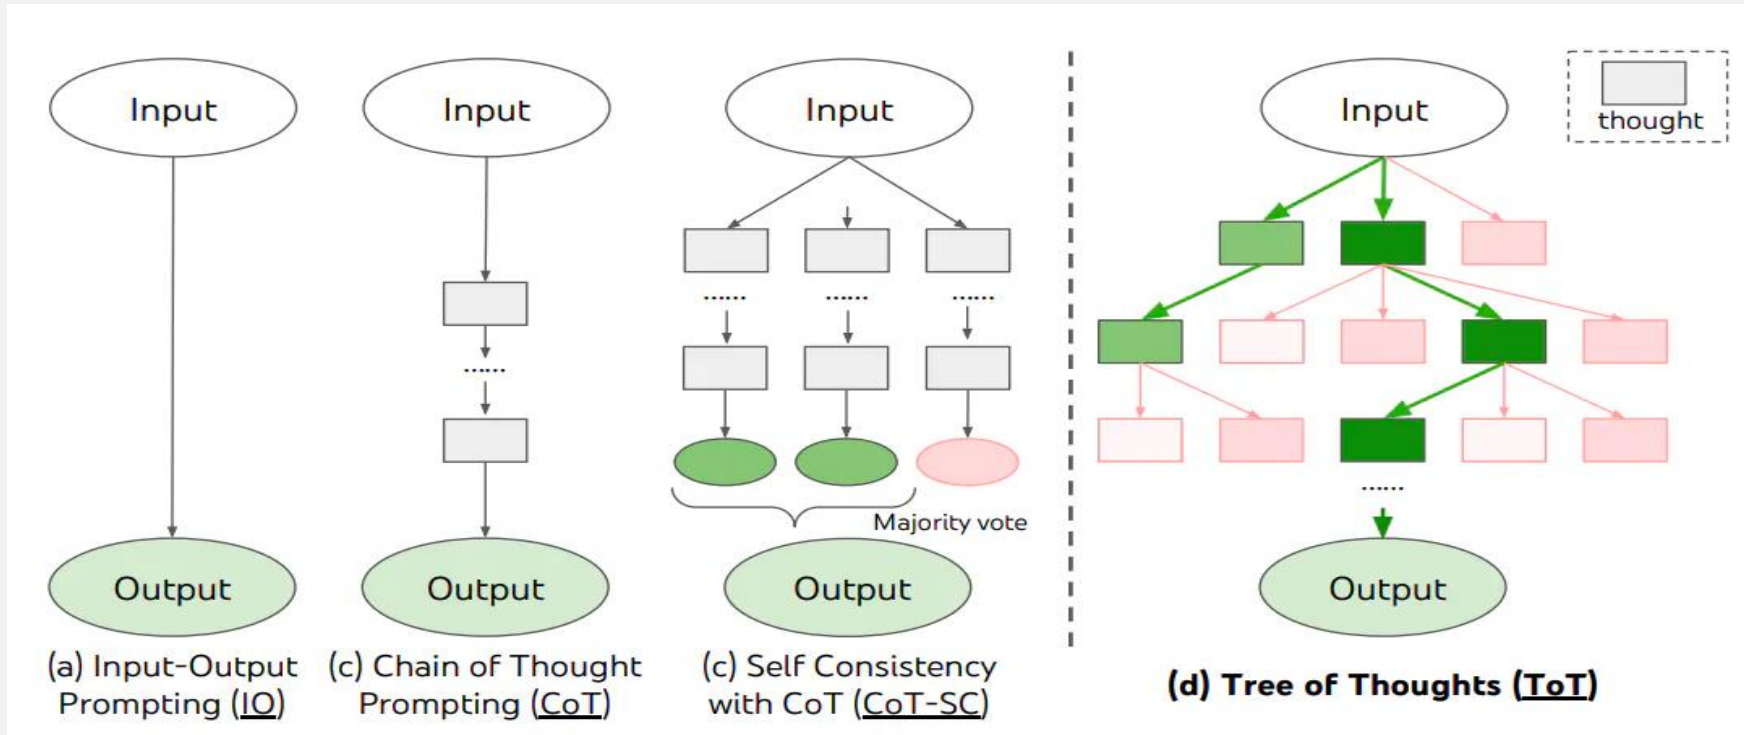 Input
Input
Input
Input
thought
......
......
......
......
......
Majority vote
Output
Output
Output
Output
(a) Input-Output
Prompting (IO)
(c) Chain of Thought
Prompting (CoT)
(c) Self Consistency
with CoT (CoT-SC)
(d) Tree of Thoughts (ToT)